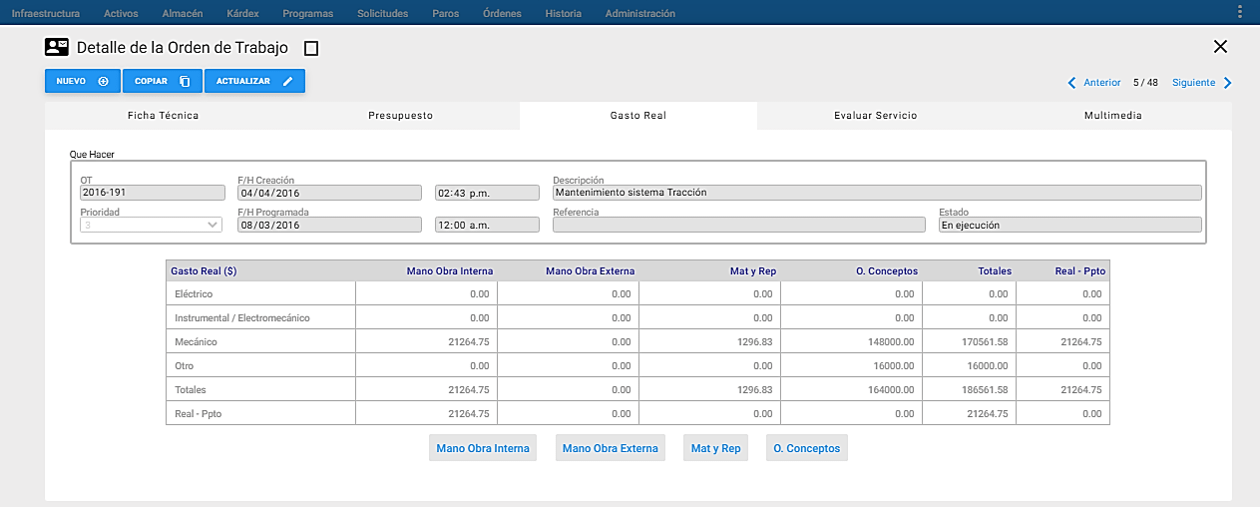 Infraestructura Activos Almacén Kárdex Programas Solicitudes Paros Órdenes Historia Administración
Detalle de la Orden de Trabajo
NUEVO COPIAR ACTUALIZAR
Anterior 5 / 48 Siguiente
Ficha Técnica Presupuesto Gasto Real Evaluar Servicio Multimedia
Que Hacer
OT F/H Creación Descripción
2016-191 04/04/2016 02:43 p.m. Mantenimiento sistema Tracción
Prioridad F/H Programada Referencia Estado
3 08/03/2016 12:00 a.m. En ejecución
Gasto Real ($) Mano Obra Interna Mano Obra Externa Mat y Rep O. Conceptos Totales Real - Ppto
Eléctrico 0.00 0.00 0.00 0.00 0.00 0.00
Instrumental / Electromecánico 0.00 0.00 0.00 0.00 0.00 0.00
Mecánico 21264.75 0.00 1296.83 148000.00 170561.58 21264.75
Otro 0.00 0.00 0.00 16000.00 16000.00 0.00
Totales 21264.75 0.00 1296.83 164000.00 186561.58 21264.75
Real - Ppto 21264.75 0.00 0.00 0.00 21264.75 0.00
Mano Obra Interna Mano Obra Externa Mat y Rep O. Conceptos